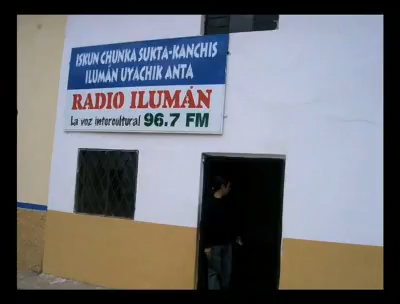 ISKUN CHUNKA SUKTA-KANCHIS
ILUMÁN UYACHIK ANTA
RADIO ILUMÁN
La voz intercultural 96.7 FM